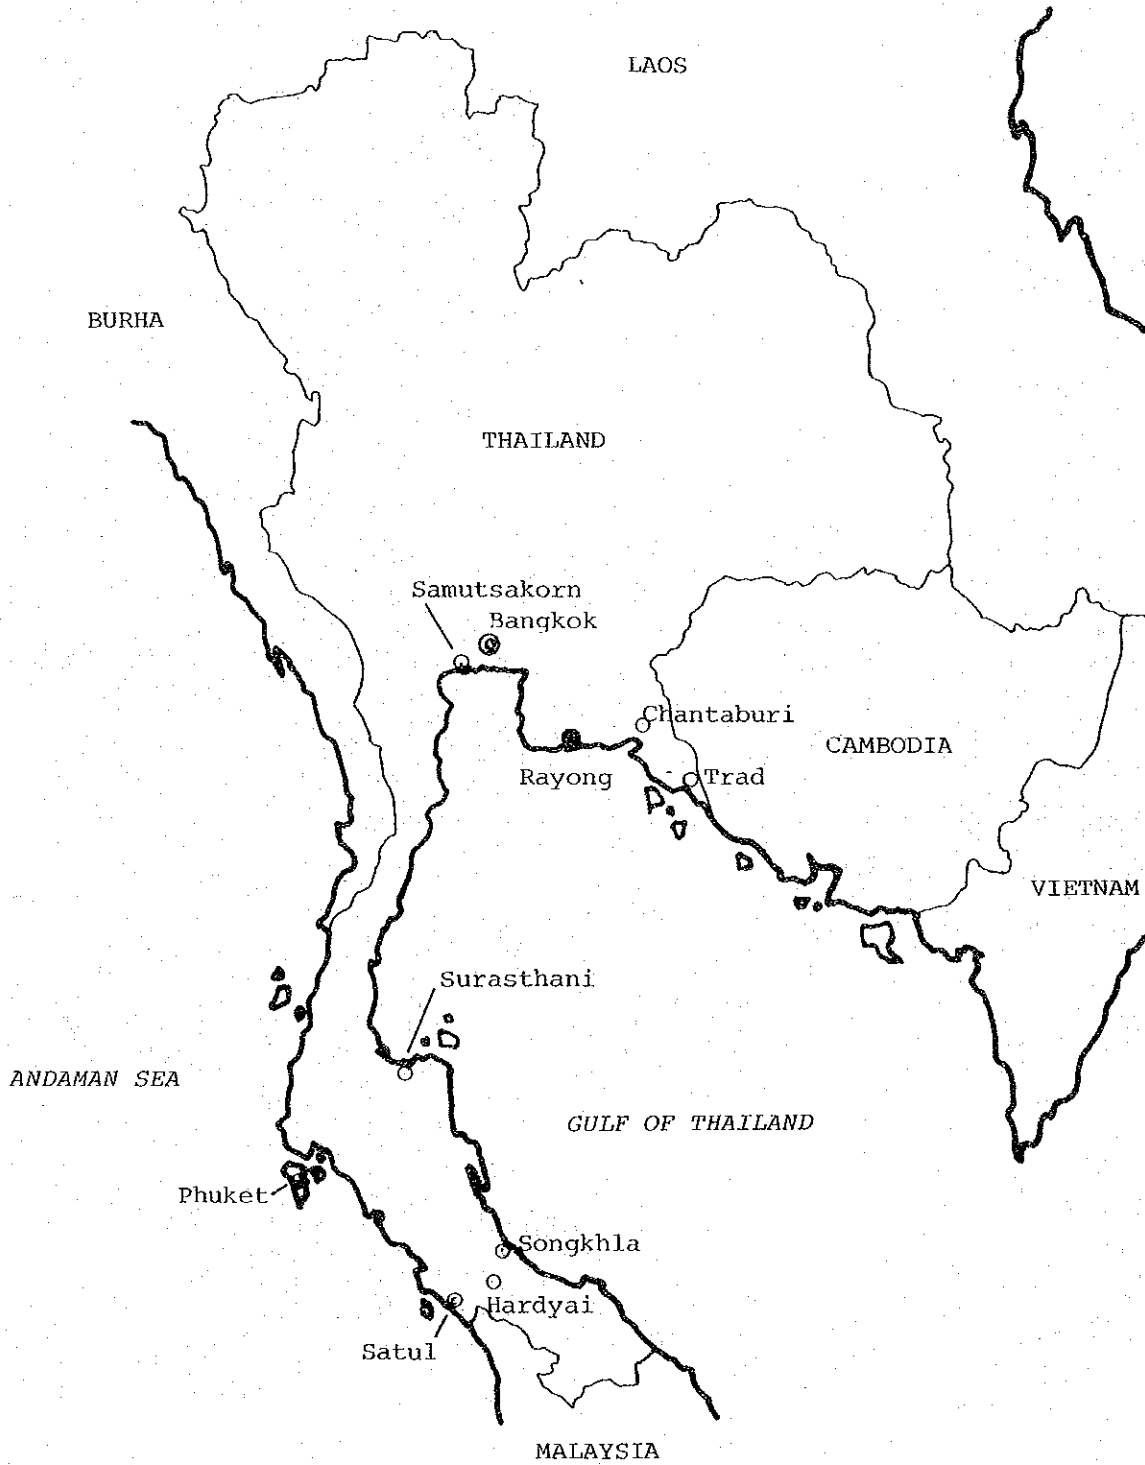 LAOS
BURHA
THAILAND
Samutsakorn
Bangkok
Chantaburi
CAMBODIA
Rayong
Trad
VIETNAM
Surasthani
ANDAMAN SEA
GULF OF THAILAND
Phuket
Songkhla
Hardyai
Satul
MALAYSIA